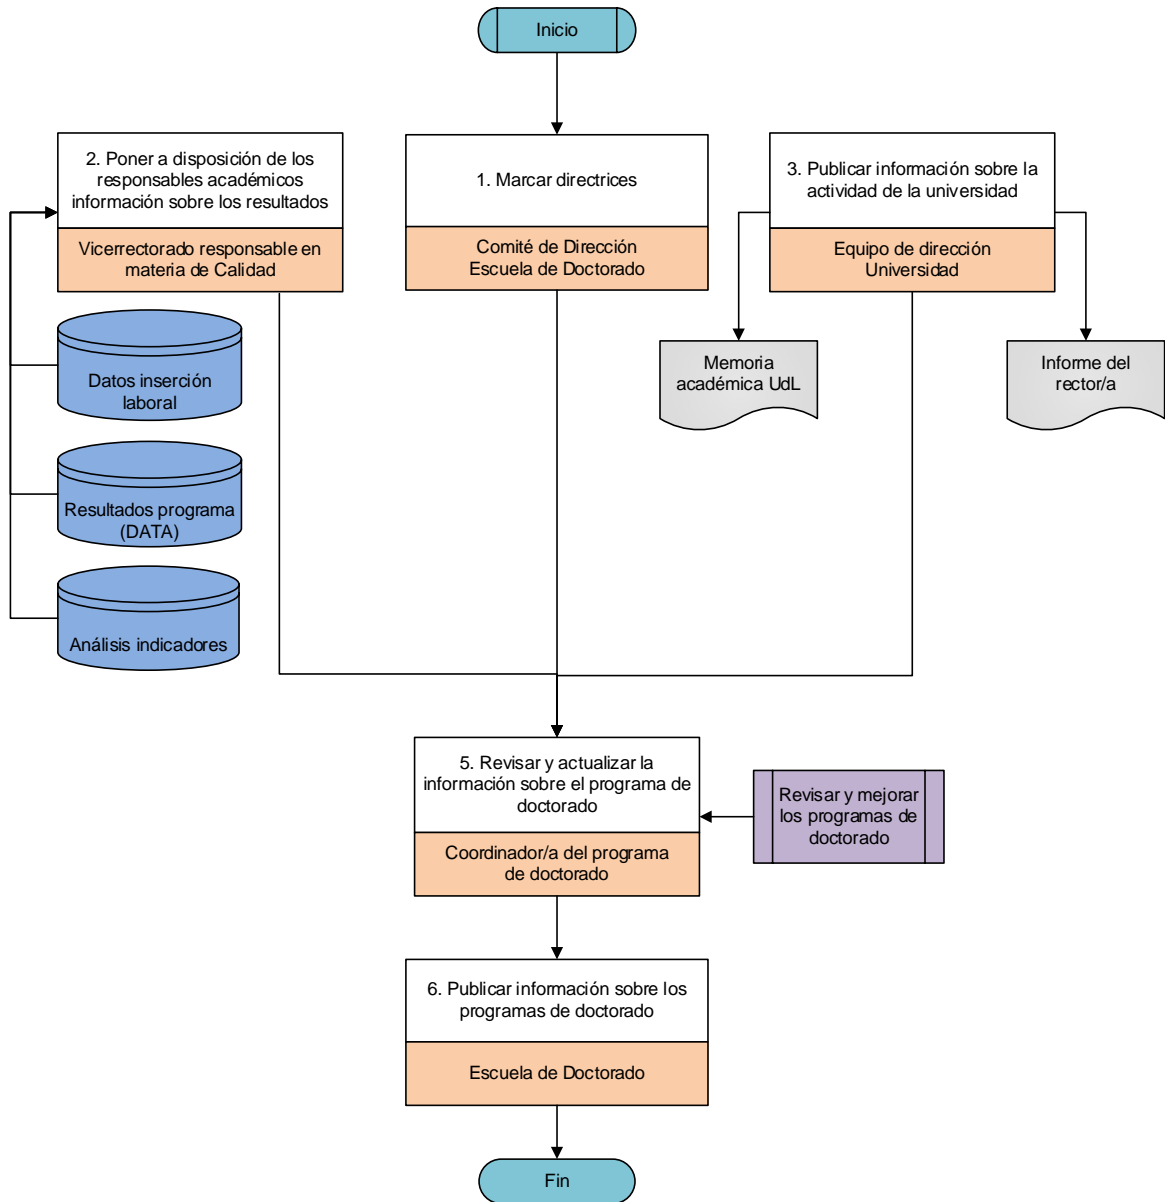 Inicio
2. Poner a disposición de los
responsables académicos
información sobre los resultados
Vicerrectorado responsable en
materia de Calidad
1. Marcar directrices
Comité de Dirección
Escuela de Doctorado
3. Publicar información sobre la
actividad de la universidad
Equipo de dirección
Universidad
Datos inserción
laboral
Resultados programa
(DATA)
Análisis indicadores
Memoria
académica UdL
Informe del
rector/a
5. Revisar y actualizar la
información sobre el programa de
doctorado
Coordinador/a del programa
de doctorado
Revisar y mejorar
los programas de
doctorado
6. Publicar información sobre los
programas de doctorado
Escuela de Doctorado
Fin